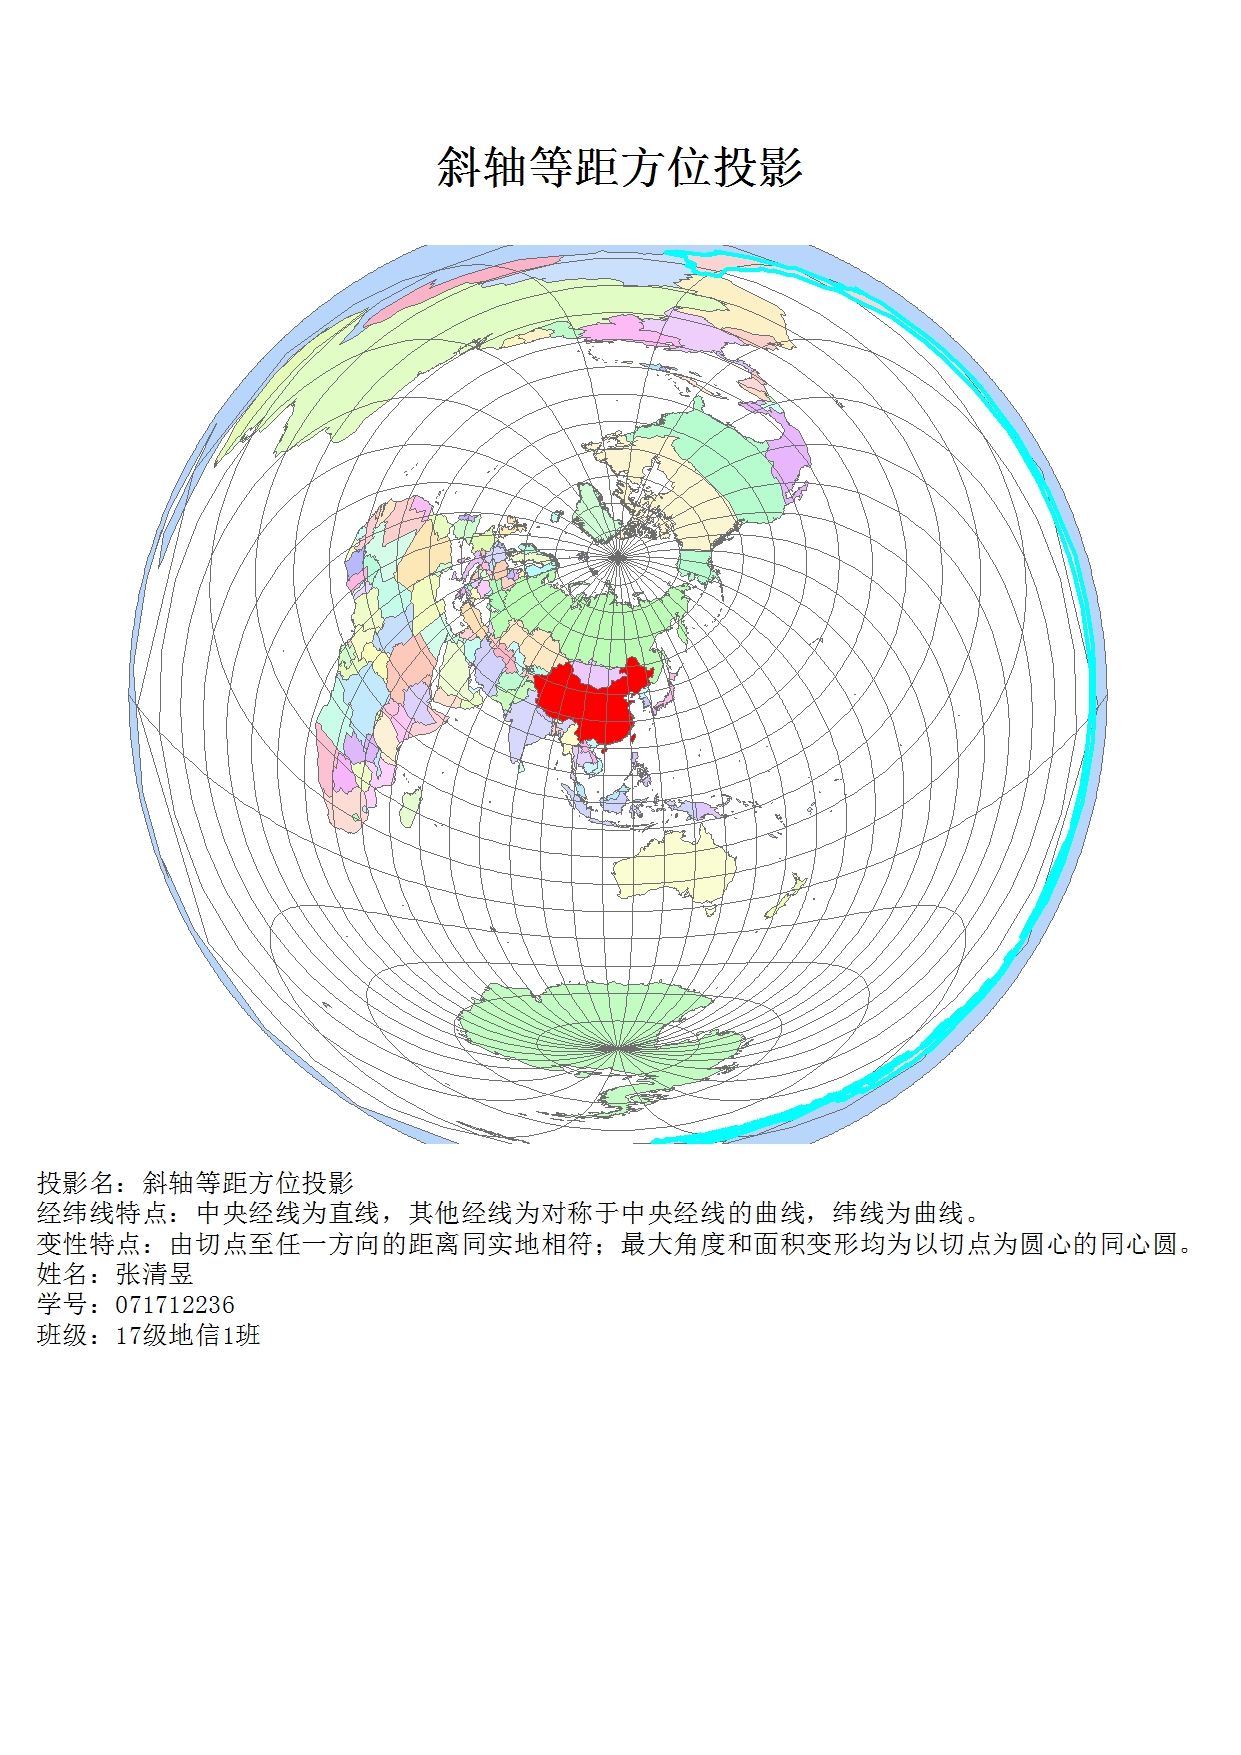 斜轴等距方位投影
投影名：斜轴等距方位投影
经纬线特点：中央经线为直线，其他经线为对称于中央经线的曲线，纬线为曲线。
变性特点：由切点至任一方向的距离同实地相符；最大角度和面积变形均为以切点为圆心的同心圆。
姓名：张清昱
学号：071712236
班级：17级地信1班